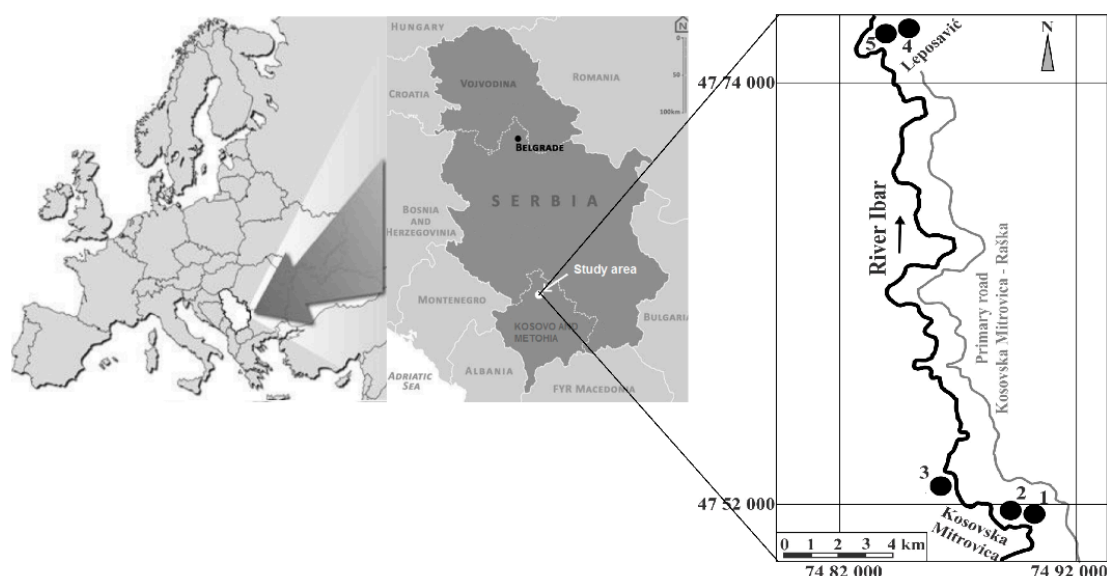 HUNGARY
N
0
50
100km
VOJVODINA
ROMANIA
CROATIA
BELGRADE
SERBIA
BOSNIA
AND
HERZEGOVINIA
Study area
MONTENEGRO
KOSOVO AND
METOHIA
BULGARIA
ADRIATIC
SEA
ALBANIA
FYR MACEDONIA
5
4
N
Leposavić
47 74 000
River Ibar
Primary road
Kosovska Mitrovica - Raška
3
2
1
47 52 000
Kosovska
Mitrovica
0 1 2 3 4 km
74 82 000
74 92 000